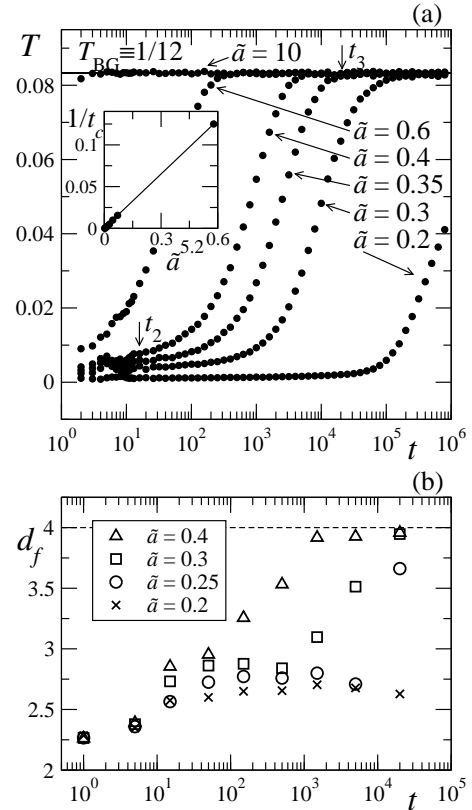 (a)
T
T_BG≡1/12
ã = 10
t_3
0.08
1/t_c
0.1
0.05
0
0
0.3
0.6
ã^5.2
ã = 0.6
ã = 0.4
ã = 0.35
ã = 0.3
ã = 0.2
0.06
0.04
0.02
t_2
0
10^0
10^1
10^2
10^3
10^4
10^5
10^6
t
(b)
d_f
4
3.5
3
2.5
2
ã = 0.4
ã = 0.3
ã = 0.25
ã = 0.2
10^0
10^1
10^2
10^3
10^4
10^5
t